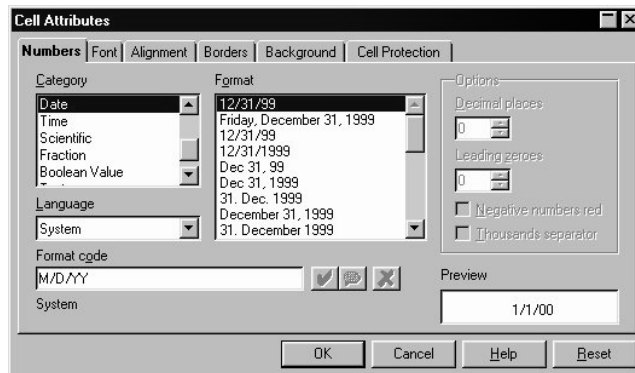 Cell Attributes
Numbers Font Alignment Borders Background Cell Protection
Category
Date
Time
Scientific
Fraction
Boolean Value
Language
System
Format
12/31/99
Friday, December 31, 1999
12/31/99
12/31/1999
Dec 31, 99
Dec 31, 1999
31. Dec. 1999
December 31, 1999
31. December 1999
Options
Decimal places
0
Leading zeroes
0
Negative numbers red
Thousands separator
Format code
M/D/YY
System
Preview
1/1/00
OK Cancel Help Reset